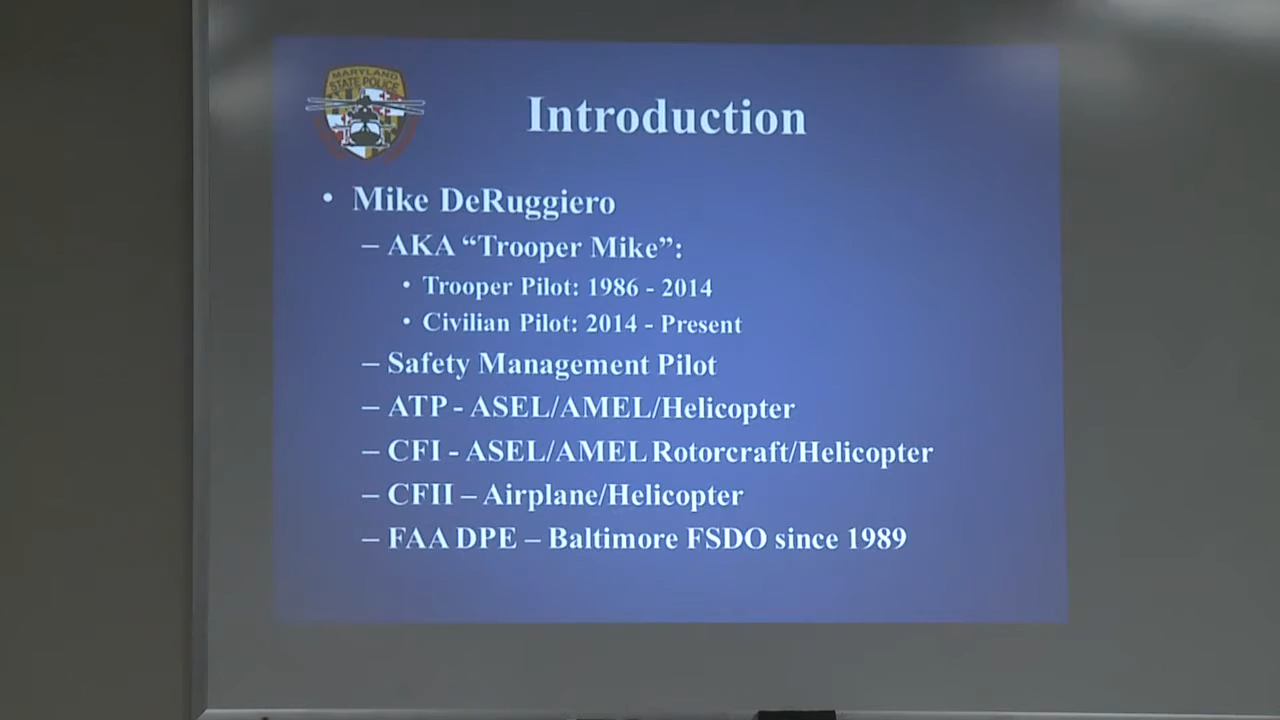 MARYLAND
STATE POLICE
Introduction
• Mike DeRuggiero
– AKA “Trooper Mike”:
• Trooper Pilot: 1986 - 2014
• Civilian Pilot: 2014 - Present
– Safety Management Pilot
– ATP - ASEL/AMEL/Helicopter
– CFI - ASEL/AMEL Rotorcraft/Helicopter
– CFII – Airplane/Helicopter
– FAA DPE – Baltimore FSDO since 1989